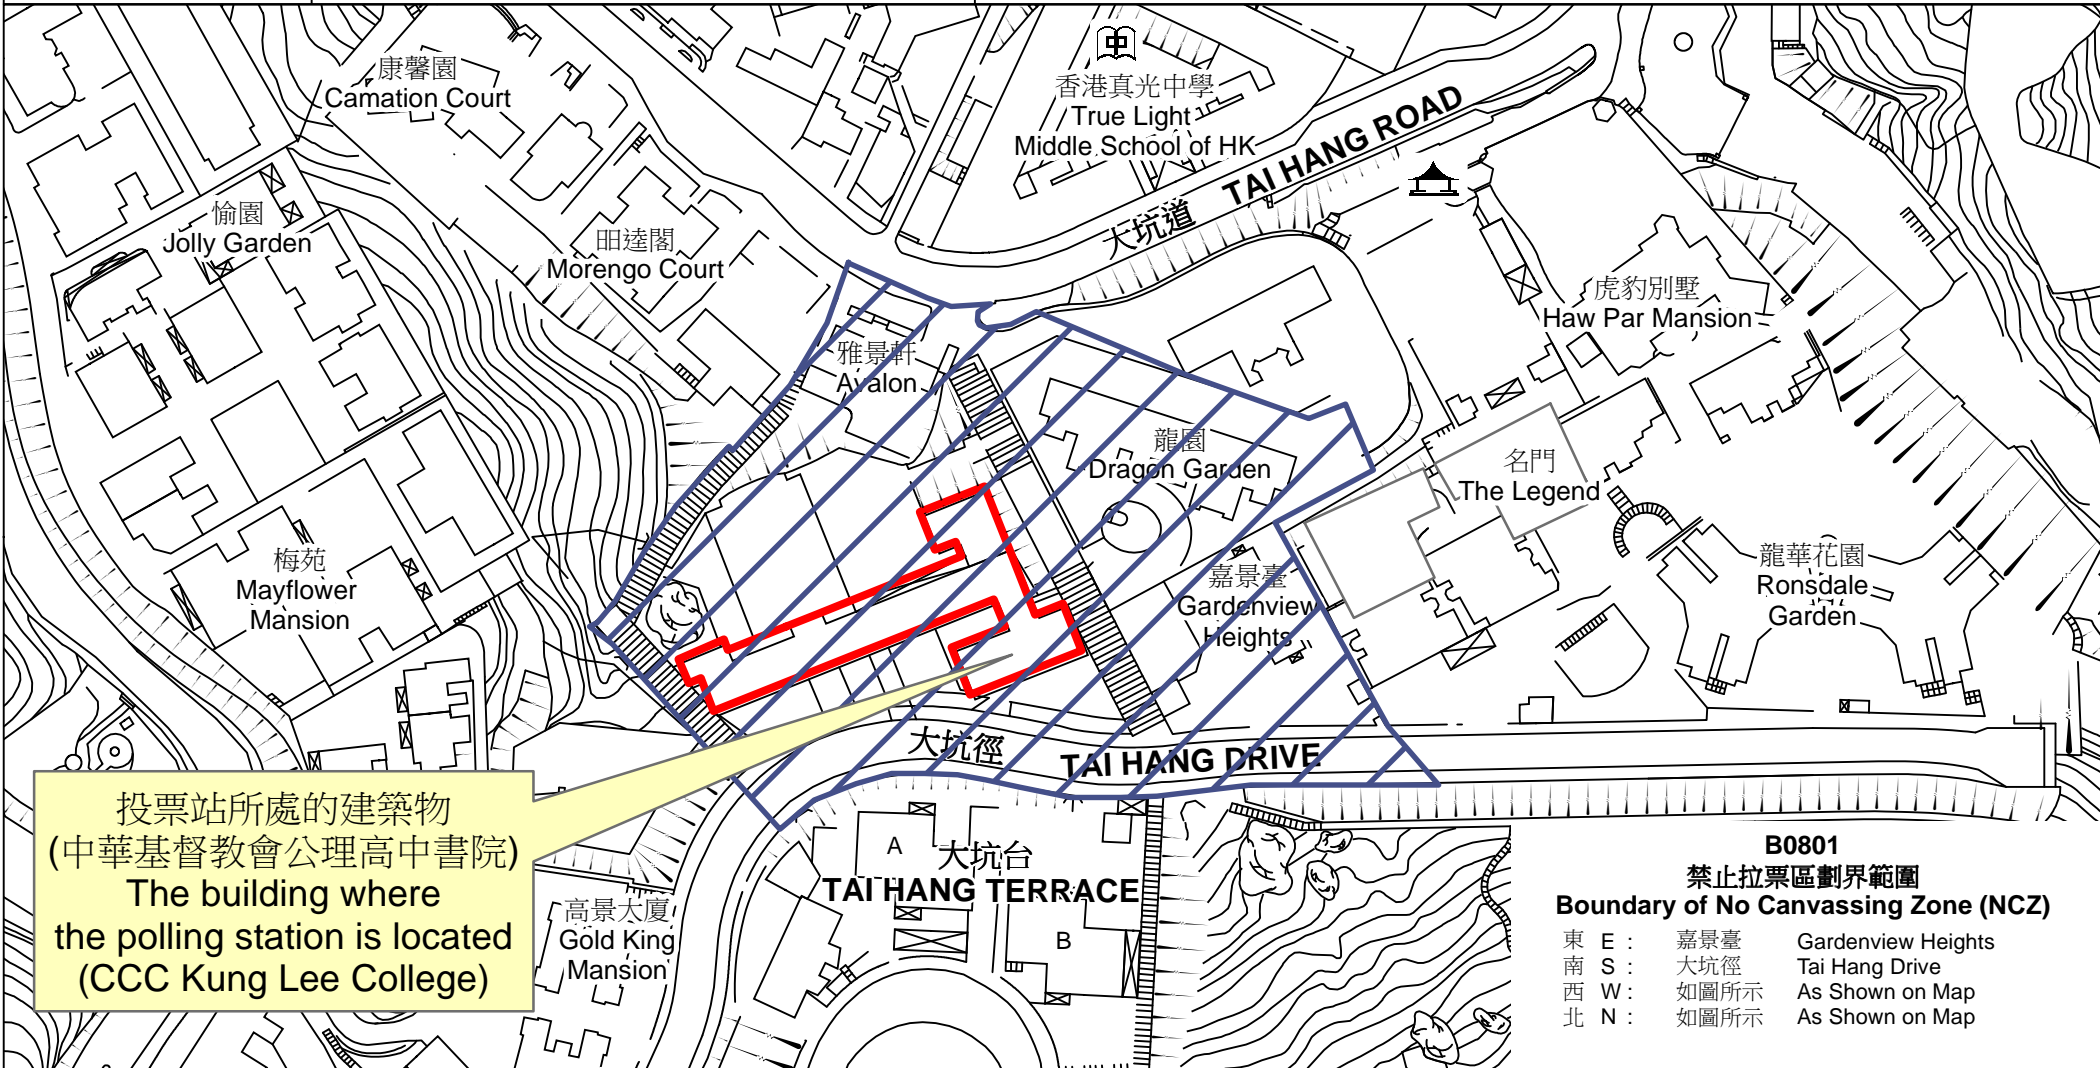 康馨園
Camation Court
中
香港真光中學
True Light
Middle School of HK
大坑道 TAI HANG ROAD
愉園
Jolly Garden
昍逵閣
Morengo Court
虎豹別墅
Haw Par Mansion
雅景軒
Avalon
龍園
Dragon Garden
名門
The Legend
梅苑
Mayflower
Mansion
嘉景臺
Gardenview
Heights
龍華花園
Ronsdale
Garden
大坑徑 TAI HANG DRIVE
投票站所處的建築物
(中華基督教會公理高中書院)
The building where
the polling station is located
(CCC Kung Lee College)
A
大坑台
TAI HANG TERRACE
B
高景大廈
Gold King
Mansion
B0801
禁止拉票區劃界範圍
Boundary of No Canvassing Zone (NCZ)
東 E : 嘉景臺 Gardenview Heights
南 S : 大坑徑 Tai Hang Drive
西 W : 如圖所示 As Shown on Map
北 N : 如圖所示 As Shown on Map